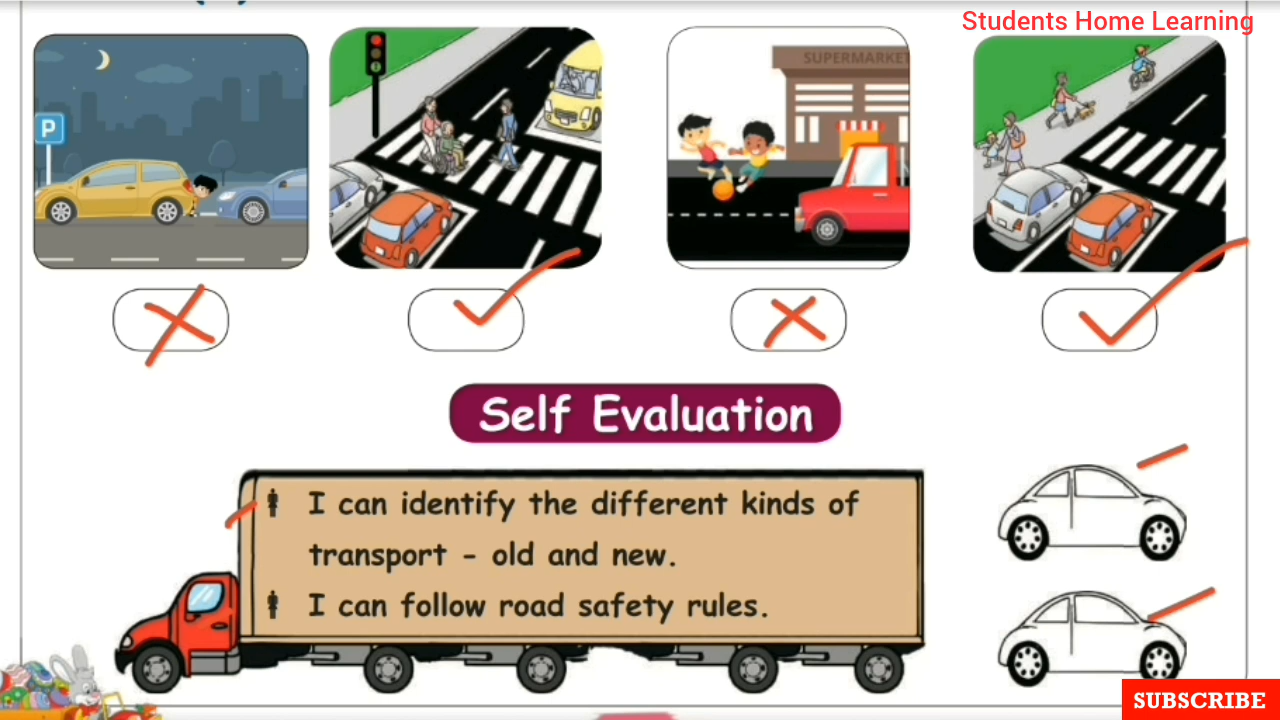 Students Home Learning
P
SUPERMARKET
Self Evaluation
I can identify the different kinds of
transport - old and new.
I can follow road safety rules.
SUBSCRIBE